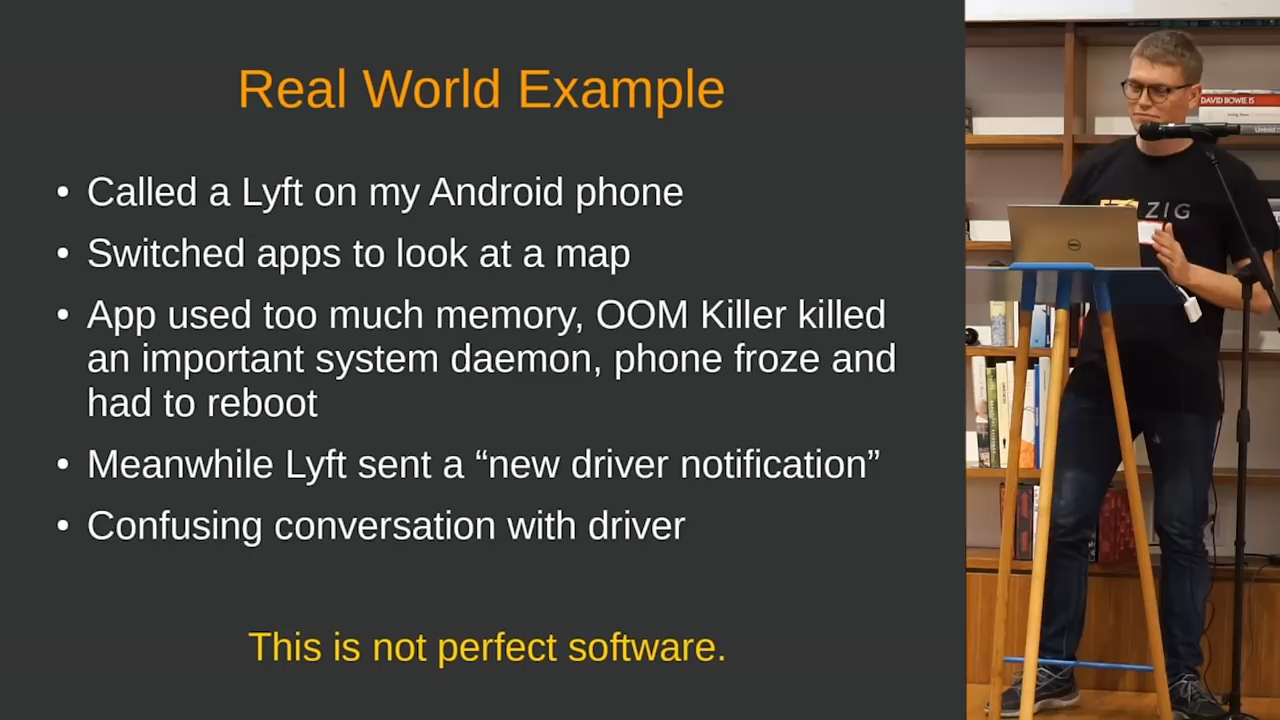 Real World Example
• Called a Lyft on my Android phone
• Switched apps to look at a map
• App used too much memory, OOM Killer killed
an important system daemon, phone froze and
had to reboot
• Meanwhile Lyft sent a “new driver notification”
• Confusing conversation with driver
This is not perfect software.
DAVID BOWIE IS
ZIG
DELL